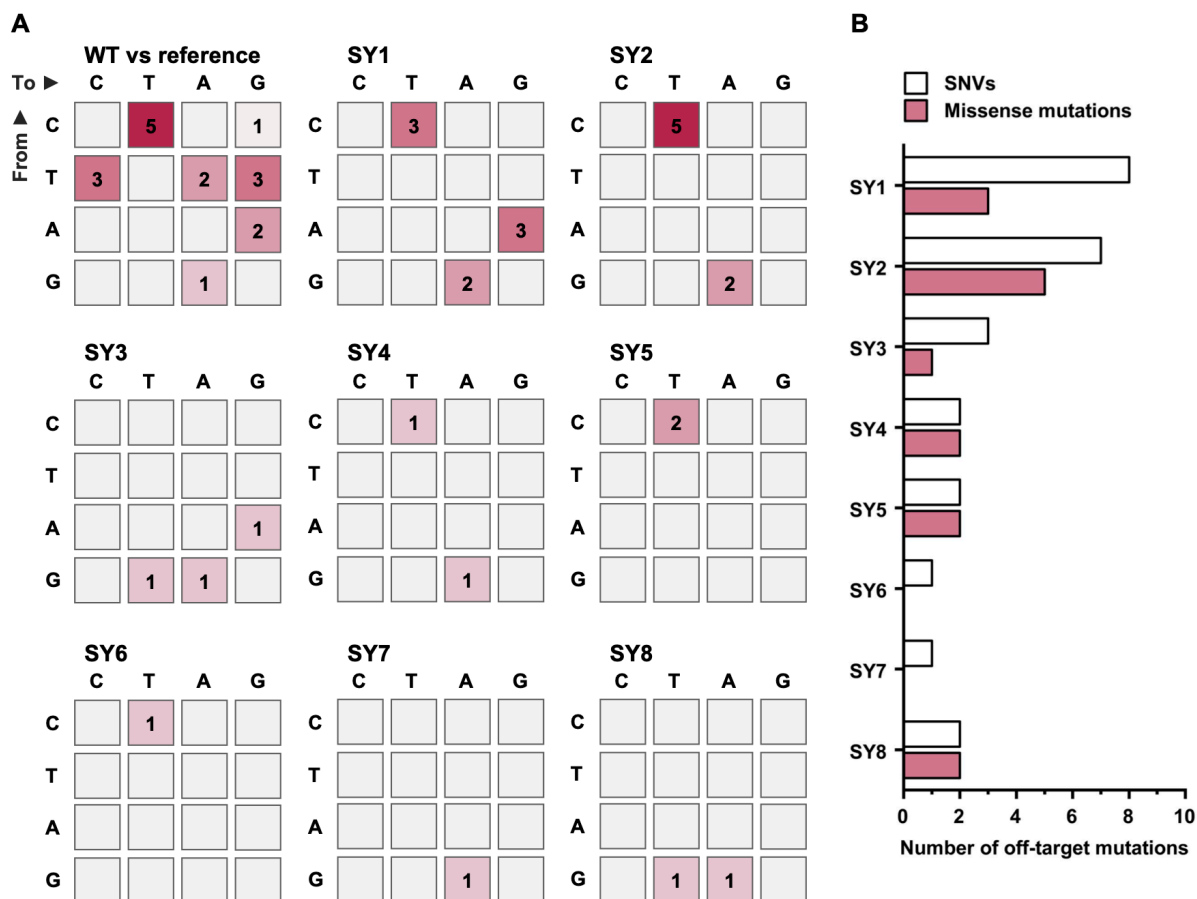 A
B
WT vs reference
SY1
SY2
To ▶
C T A G
C T A G
C T A G
From ▶
C 5 1
C 3
C 5
T 3 2 3
T
T
A 2
A 3
A
G 1
G 2
G 2
SY3
SY4
SY5
C T A G
C T A G
C T A G
C
C 1
C 2
T
T
T
A 1
A
A
G 1 1
G 1
G
SY6
SY7
SY8
C T A G
C T A G
C T A G
C 1
C
C
T
T
T
A
A
A
G
G 1
G 1 1
SNVs
Missense mutations
SY1
SY2
SY3
SY4
SY5
SY6
SY7
SY8
0 2 4 6 8 10
Number of off-target mutations